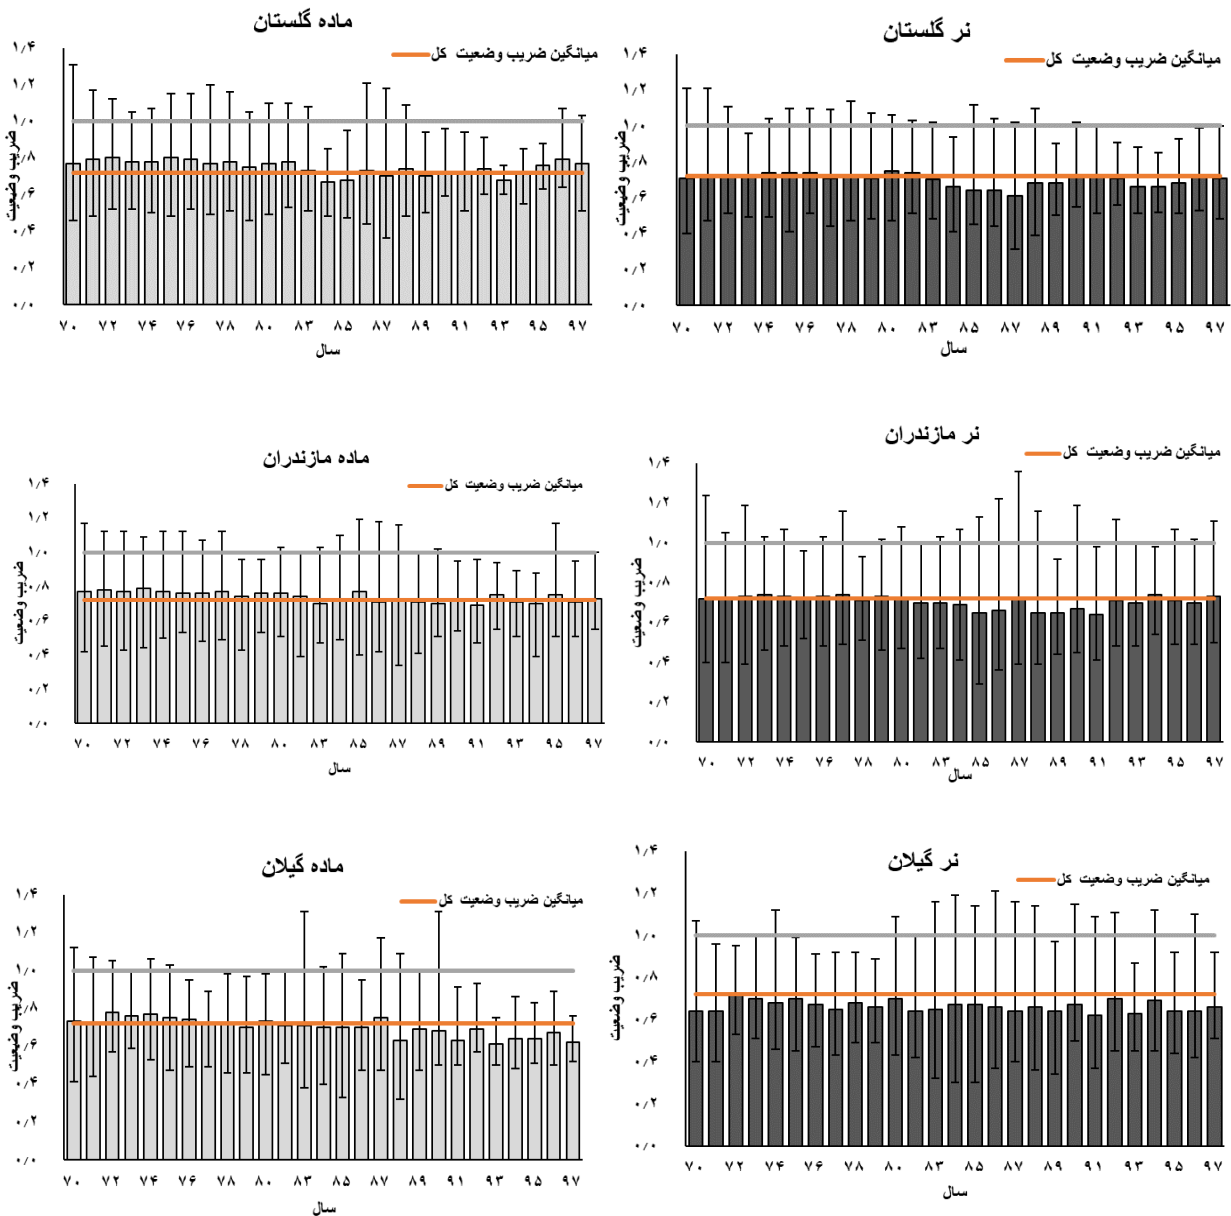 نر گلستان
میانگین ضریب وضعیت کل
ضریب وضعیت
۱٫۴
۱٫۲
۱٫۰
۰٫۸
۰٫۶
۰٫۴
۰٫۲
۰٫۰
۷۰ ۷۲ ۷۴ ۷۶ ۷۸ ۸۰ ۸۳ ۸۵ ۸۷ ۸۹ ۹۱ ۹۳ ۹۵ ۹۷
سال
ماده گلستان
میانگین ضریب وضعیت کل
ضریب وضعیت
۱٫۴
۱٫۲
۱٫۰
۰٫۸
۰٫۶
۰٫۴
۰٫۲
۰٫۰
۷۰ ۷۲ ۷۴ ۷۶ ۷۸ ۸۰ ۸۳ ۸۵ ۸۷ ۸۹ ۹۱ ۹۳ ۹۵ ۹۷
سال
نر مازندران
میانگین ضریب وضعیت کل
ضریب وضعیت
۱٫۴
۱٫۲
۱٫۰
۰٫۸
۰٫۶
۰٫۴
۰٫۲
۰٫۰
۷۰ ۷۲ ۷۴ ۷۶ ۷۸ ۸۰ ۸۳ ۸۵ ۸۷ ۸۹ ۹۱ ۹۳ ۹۵ ۹۷
سال
ماده مازندران
میانگین ضریب وضعیت کل
ضریب وضعیت
۱٫۴
۱٫۲
۱٫۰
۰٫۸
۰٫۶
۰٫۴
۰٫۲
۰٫۰
۷۰ ۷۲ ۷۴ ۷۶ ۷۸ ۸۰ ۸۳ ۸۵ ۸۷ ۸۹ ۹۱ ۹۳ ۹۵ ۹۷
سال
نر گیلان
میانگین ضریب وضعیت کل
ضریب وضعیت
۱٫۴
۱٫۲
۱٫۰
۰٫۸
۰٫۶
۰٫۴
۰٫۲
۰٫۰
۷۰ ۷۲ ۷۴ ۷۶ ۷۸ ۸۰ ۸۳ ۸۵ ۸۷ ۸۹ ۹۱ ۹۳ ۹۵ ۹۷
سال
ماده گیلان
میانگین ضریب وضعیت کل
ضریب وضعیت
۱٫۴
۱٫۲
۱٫۰
۰٫۸
۰٫۶
۰٫۴
۰٫۲
۰٫۰
۷۰ ۷۲ ۷۴ ۷۶ ۷۸ ۸۰ ۸۳ ۸۵ ۸۷ ۸۹ ۹۱ ۹۳ ۹۵ ۹۷
سال